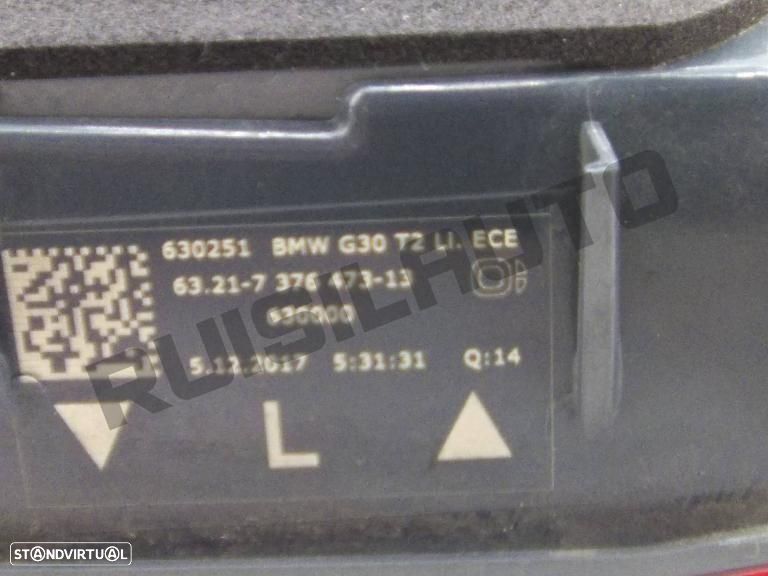 630251 BMW G30 T2 LI. ECE
63.21-7 376 473-13
630000
5.12.2017 5:31:31 Q:14
L
RUISILAUTO
STANDVIRTUAL